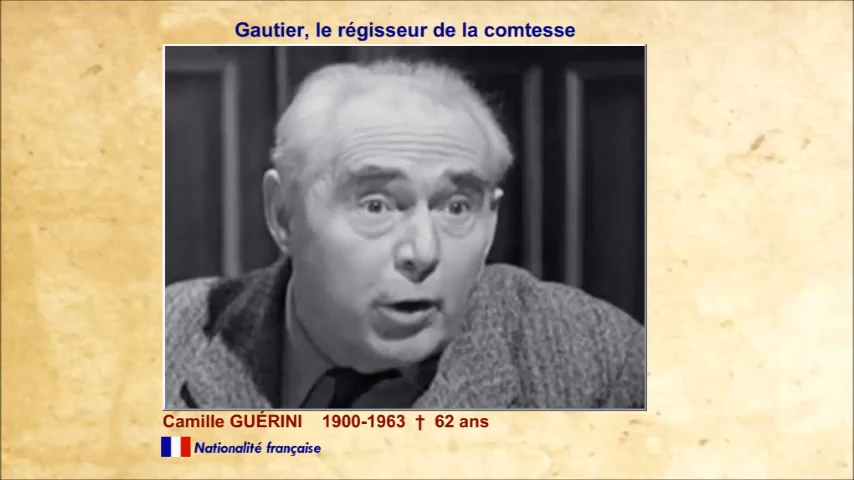 Gautier, le régisseur de la comtesse
Camille GUÉRINI 1900-1963 † 62 ans
Nationalité française